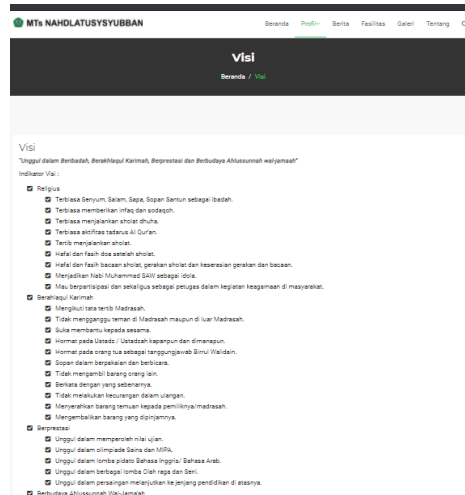 MTs NAHDLATUSYSYUBBAN
Beranda Profil Berita Fasilitas Galeri Tentang
Visi
Beranda / Visi
Visi
"Unggul dalam Beribadah, Berakhlaqul Karimah, Berprestasi dan Berbudaya Ahlussunnah wal-jamaah"
Indikator Visi :
Religius
Terbiasa Senyum, Salam, Sapa, Sopan Santun sebagai Ibadah.
Terbiasa memberikan infaq dan sodaqoh.
Terbiasa menjalankan sholat dhuha.
Terbiasa aktifitas tadarus Al Qur'an.
Tertib menjalankan sholat.
Hafal dan fasih doa setelah sholat.
Hafal dan fasih bacaan sholat, gerakan sholat dan keserasian gerakan dan bacaan.
Menjadikan Nabi Muhammad SAW sebagai idola.
Mau berpartisipasi dan sekaligus sebagai petugas dalam kegiatan keagamaan di masyarakat.
Berahlaqul Karimah
Mengikuti tata tertib Madrasah.
Tidak mengganggu teman di Madrasah maupun di luar Madrasah.
Suka membantu kepada sesama.
Hormat pada Ustadz / Ustadzah kapanpun dan dimanapun.
Hormat pada orang tua sebagai tanggungjawab Birrul Walidain.
Sopan dalam berpakaian dan berbicara.
Tidak mengambil barang orang lain.
Berkata dengan yang sebenarnya.
Tidak melakukan kecurangan dalam ulangan.
Menyerahkan barang temuan kepada pemiliknya/madrasah.
Mengembalikan barang yang dipinjamnya.
Berprestasi
Unggul dalam memperoleh nilai ujian.
Unggul dalam olimpiade Sains dan MIPA.
Unggul dalam lomba pidato Bahasa Inggris/ Bahasa Arab.
Unggul dalam berbagai lomba Olah raga dan Seni.
Unggul dalam persaingan melanjutkan ke jenjang pendidikan di atasnya.
Berbudaya Ahlussunnah Wal-Jama'ah